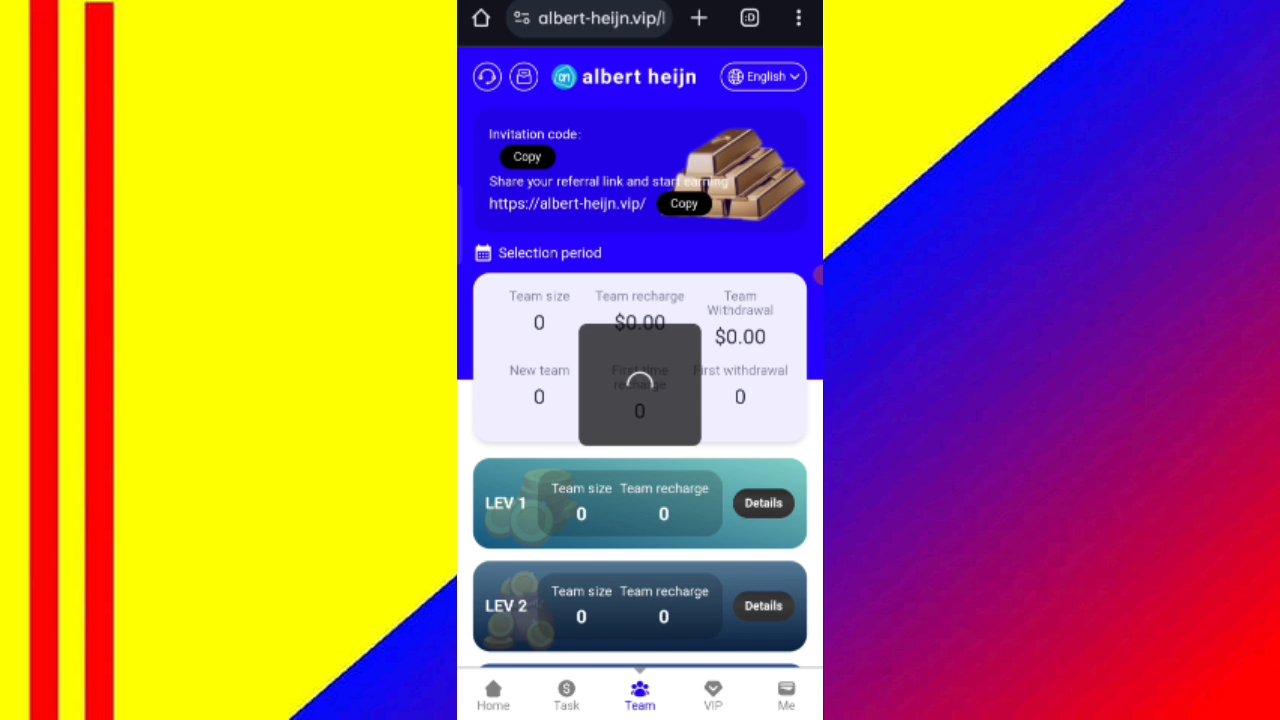 albert-heijn.vip/
:D
an albert heijn
English
Invitation code:
Copy
Share your referral link and start earning
https://albert-heijn.vip/ Copy
Selection period
Team size Team recharge Team Withdrawal
0 $0.00 $0.00
New team First time recharge First withdrawal
0 0 0
LEV 1 Team size Team recharge Details
0 0
LEV 2 Team size Team recharge Details
0 0
Home Task Team VIP Me